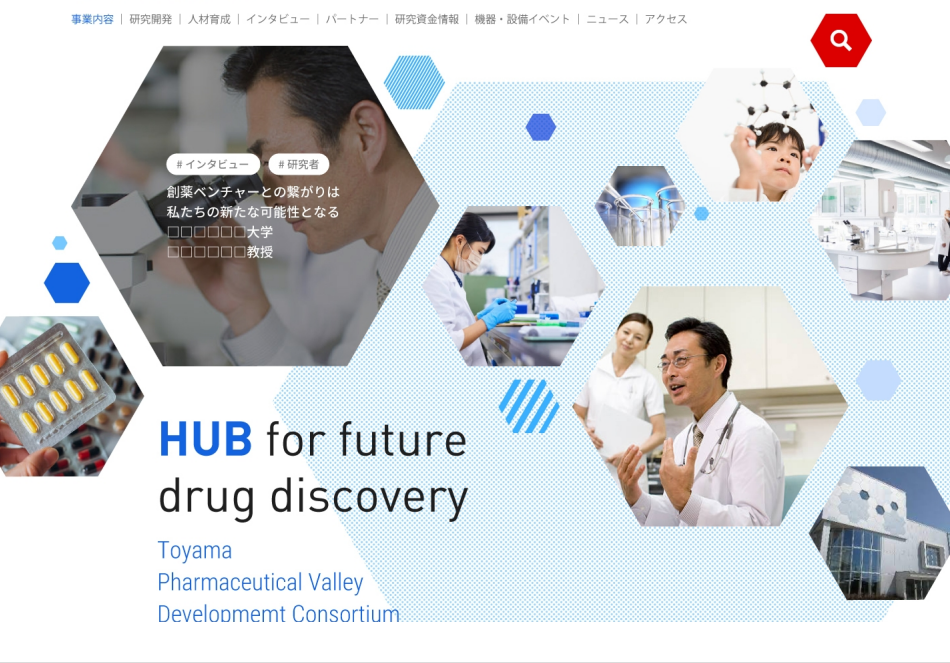 事業内容 | 研究開発 | 人材育成 | インタビュー | パートナー | 研究資金情報 | 機器・設備イベント | ニュース | アクセス
# インタビュー # 研究者
創薬ベンチャーとの繋がりは
私たちの新たな可能性となる
□□□□□□大学
□□□□□□教授
HUB for future
drug discovery
Toyama
Pharmaceutical Valley
Developmemt Consortium